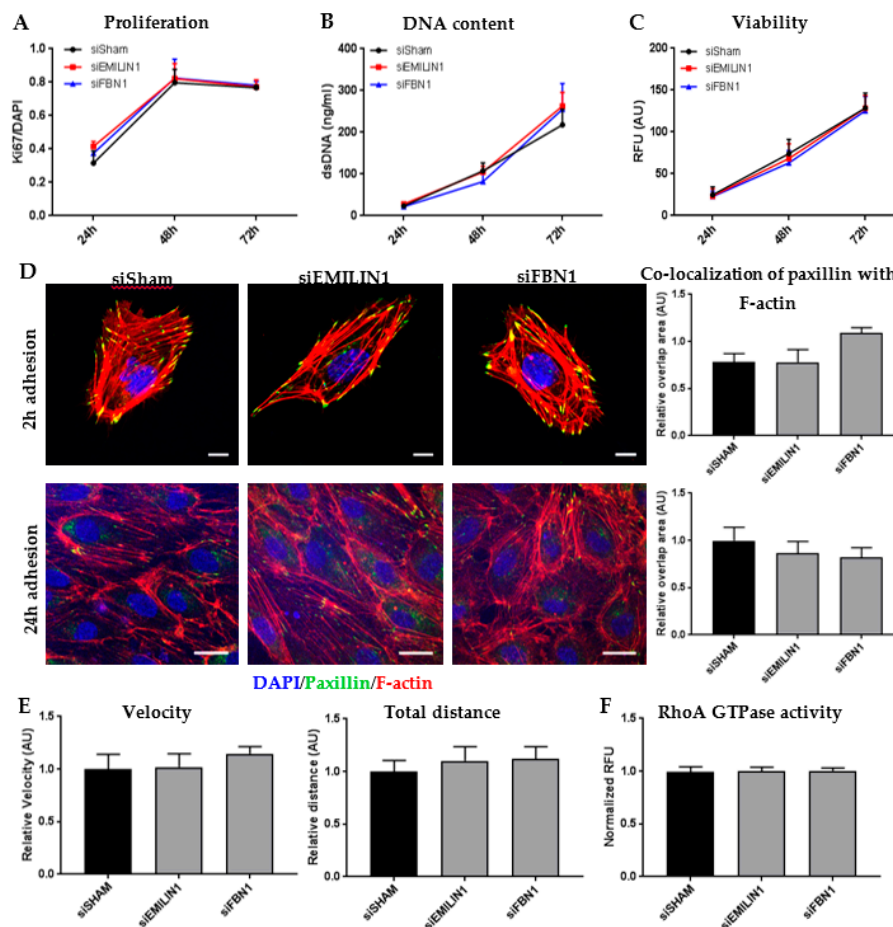 A Proliferation
1.0
0.8
0.6
0.4
0.2
0.0
Ki67/DAPI
siSham
siEMILIN1
siFBN1
24h 48h 72h
B DNA content
400
300
200
100
0
dsDNA (ng/ml)
siSham
siEMILIN1
siFBN1
24h 48h 72h
C Viability
200
150
100
50
0
RFU (AU)
siSham
siEMILIN1
siFBN1
24h 48h 72h
D siSham siEMILIN1 siFBN1
2h adhesion
24h adhesion
DAPI/Paxillin/F-actin
Co-localization of paxillin with
F-actin
1.5
1.0
0.5
0.0
Relative overlap area (AU)
siSHAM siEMILIN1 siFBN1
1.5
1.0
0.5
0.0
Relative overlap area (AU)
siSHAM siEMILIN1 siFBN1
E Velocity
1.5
1.0
0.5
0.0
Relative Velocity (AU)
siSHAM siEMILIN1 siFBN1
Total distance
1.5
1.0
0.5
0.0
Relative distance (AU)
siSHAM siEMILIN1 siFBN1
F RhoA GTPase activity
1.5
1.0
0.5
0.0
Normalized RFU
siSHAM siEMILIN1 siFBN1